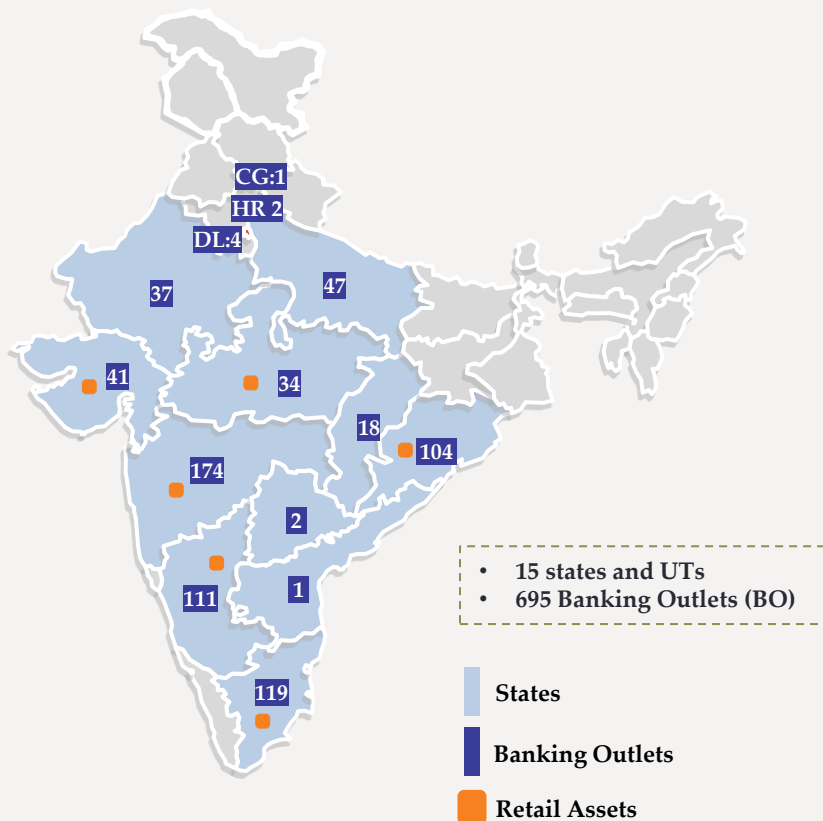 CG:1
HR 2
DL:4
37
47
41
34
18
104
174
2
111
1
119
• 15 states and UTs
• 695 Banking Outlets (BO)
States
Banking Outlets
Retail Assets